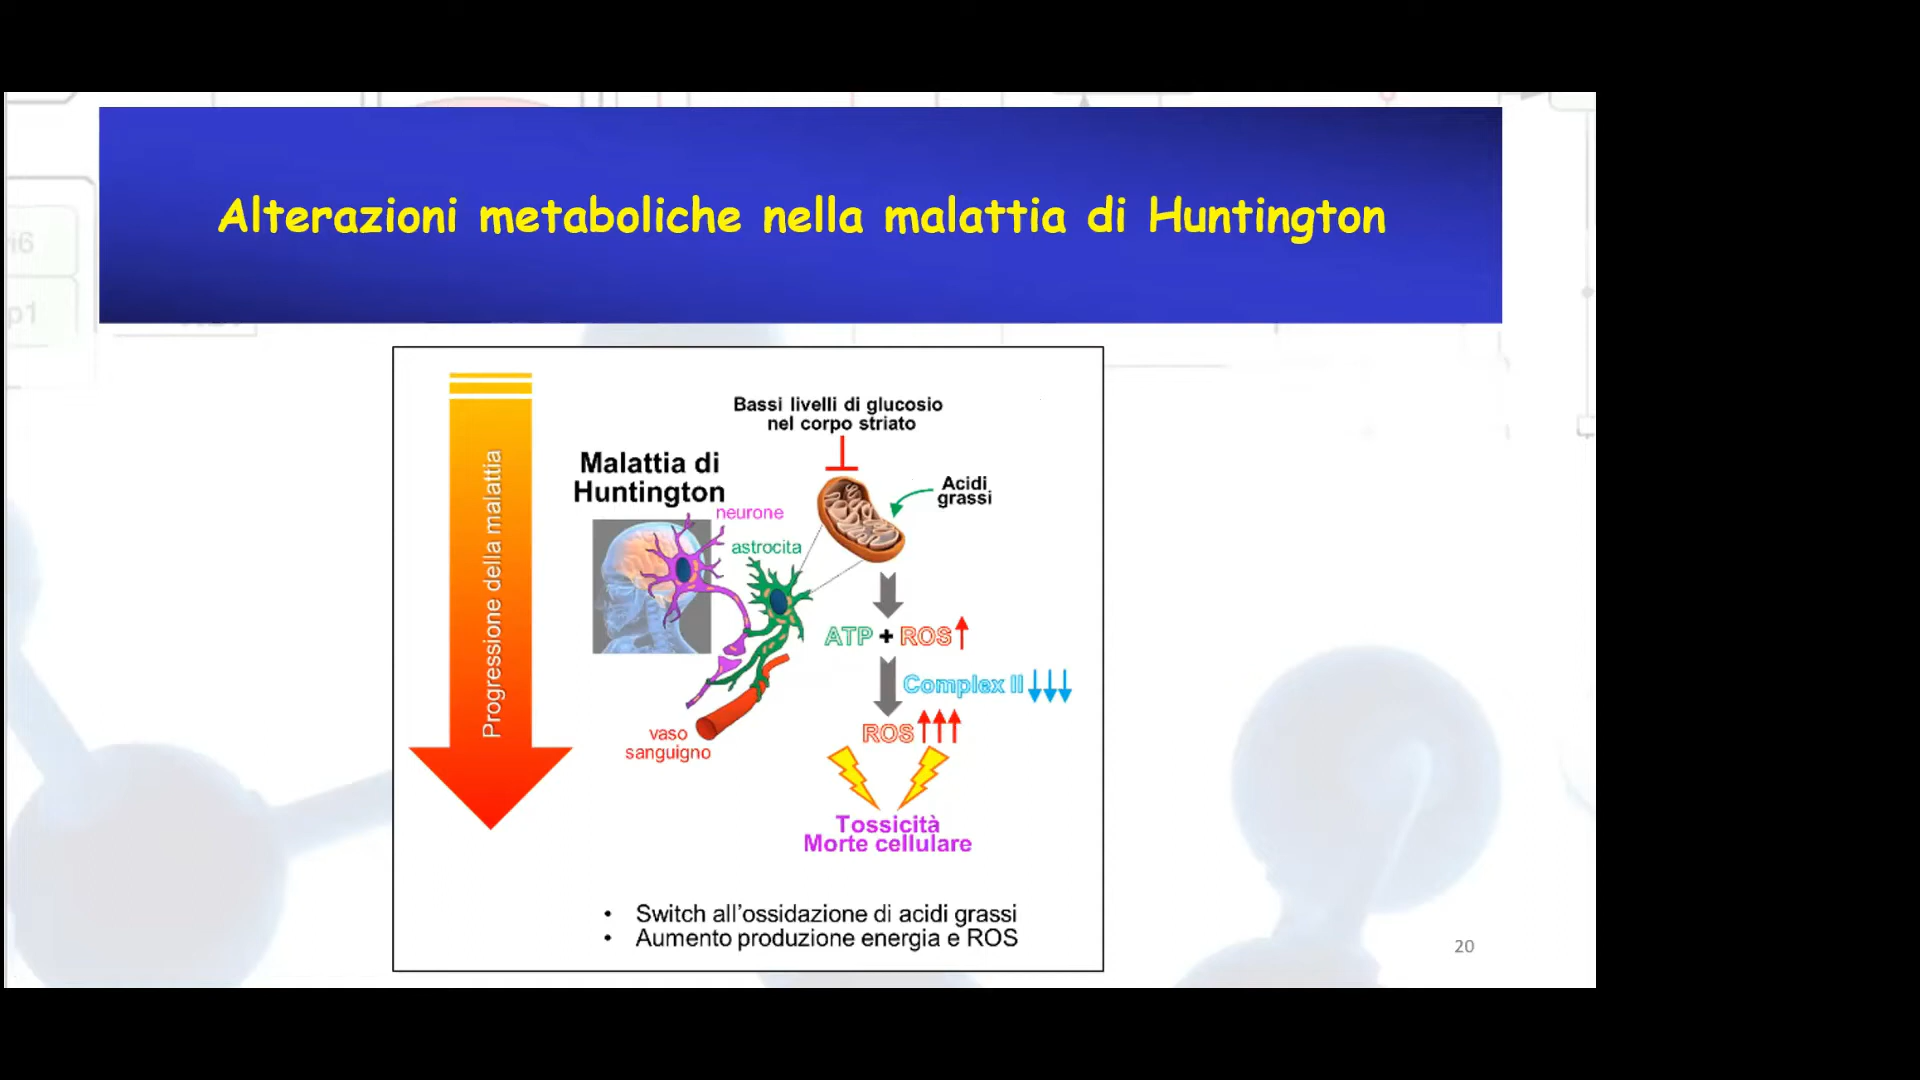 Alterazioni metaboliche nella malattia di Huntington
Progressione della malattia
Bassi livelli di glucosio
nel corpo striato
Malattia di
Huntington
Acidi
grassi
neurone
astrocita
ATP + ROS
Complex II
ROS
vaso
sanguigno
Tossicità
Morte cellulare
• Switch all'ossidazione di acidi grassi
• Aumento produzione energia e ROS
20